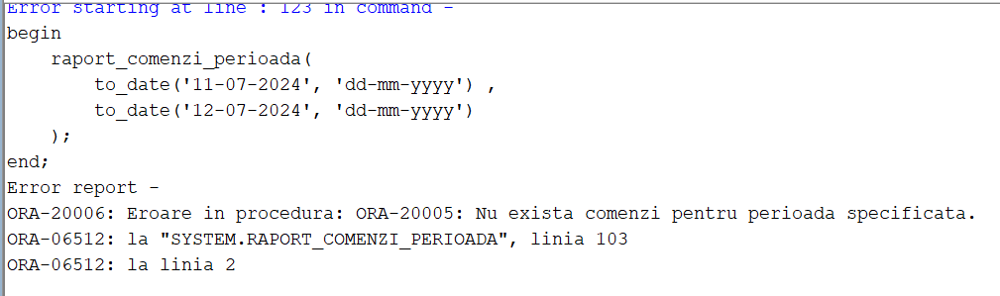 Error starting at line : 123 in command -
begin
    raport_comenzi_perioada(
        to_date('11-07-2024', 'dd-mm-yyyy') ,
        to_date('12-07-2024', 'dd-mm-yyyy')
    );
end;
Error report -
ORA-20006: Eroare in procedura: ORA-20005: Nu exista comenzi pentru perioada specificata.
ORA-06512: la "SYSTEM.RAPORT_COMENZI_PERIOADA", linia 103
ORA-06512: la linia 2